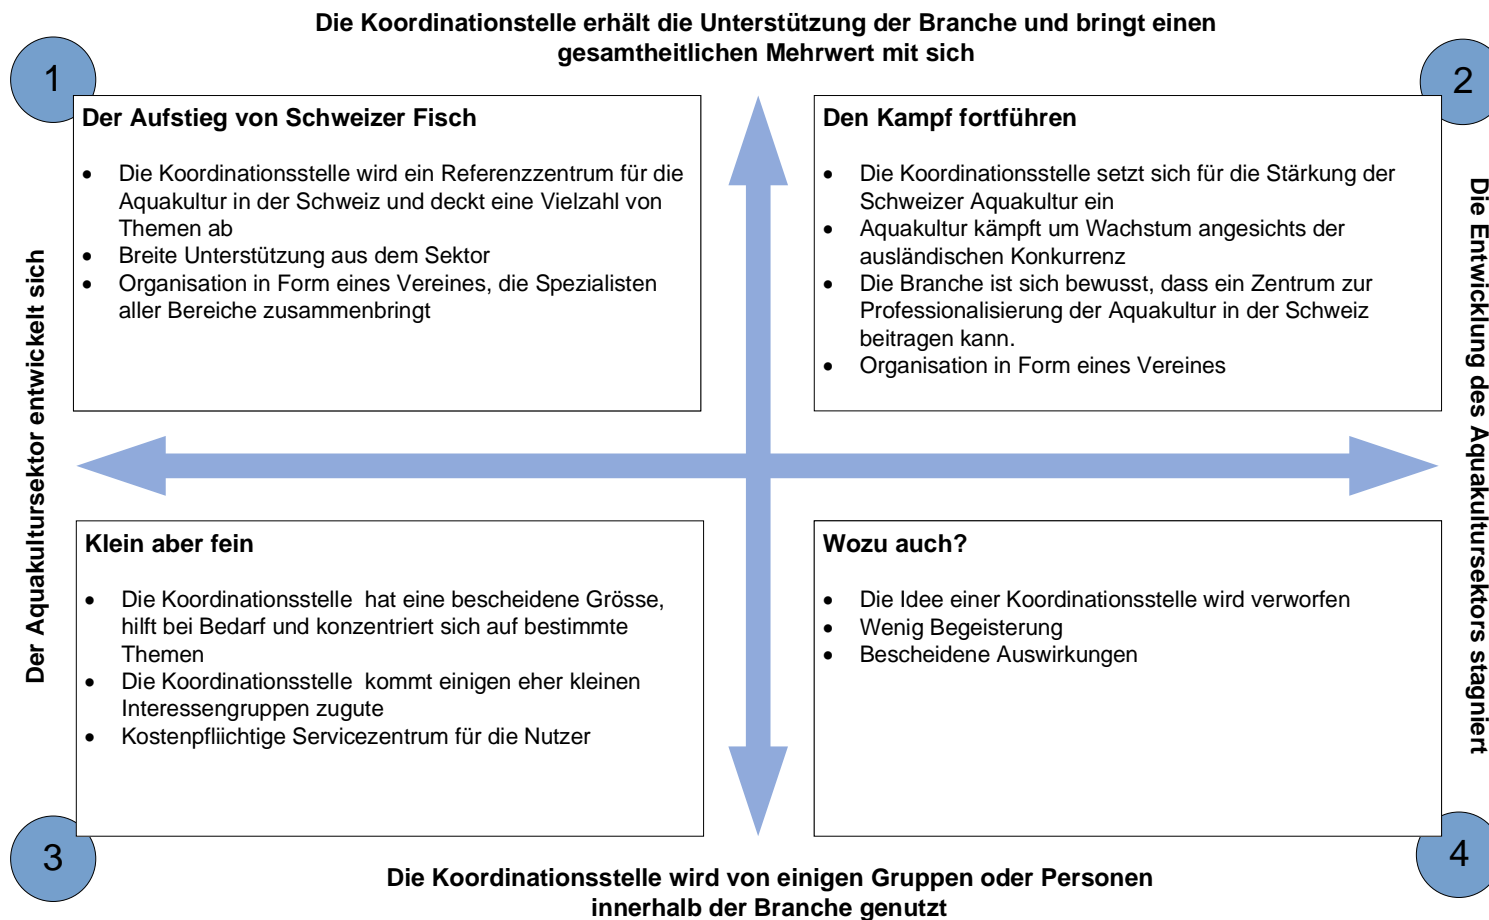 Die Koordinationstelle erhält die Unterstützung der Branche und bringt einen
gesamtheitlichen Mehrwert mit sich
1
2
Der Aufstieg von Schweizer Fisch
• Die Koordinationsstelle wird ein Referenzzentrum für die
Aquakultur in der Schweiz und deckt eine Vielzahl von
Themen ab
• Breite Unterstützung aus dem Sektor
• Organisation in Form eines Vereines, die Spezialisten
aller Bereiche zusammenbringt
Den Kampf fortführen
• Die Koordinationsstelle setzt sich für die Stärkung der
Schweizer Aquakultur ein
• Aquakultur kämpft um Wachstum angesichts der
ausländischen Konkurrenz
• Die Branche ist sich bewusst, dass ein Zentrum zur
Professionalisierung der Aquakultur in der Schweiz
beitragen kann.
• Organisation in Form eines Vereines
Der Aquakultursektor entwickelt sich
Die Entwicklung des Aquakultursektors stagniert
Klein aber fein
• Die Koordinationsstelle  hat eine bescheidene Grösse,
hilft bei Bedarf und konzentriert sich auf bestimmte
Themen
• Die Koordinationsstelle  kommt einigen eher kleinen
Interessengruppen zugute
• Kostenpfliichtige Servicezentrum für die Nutzer
Wozu auch?
• Die Idee einer Koordinationsstelle wird verworfen
• Wenig Begeisterung
• Bescheidene Auswirkungen
3
4
Die Koordinationsstelle wird von einigen Gruppen oder Personen
innerhalb der Branche genutzt